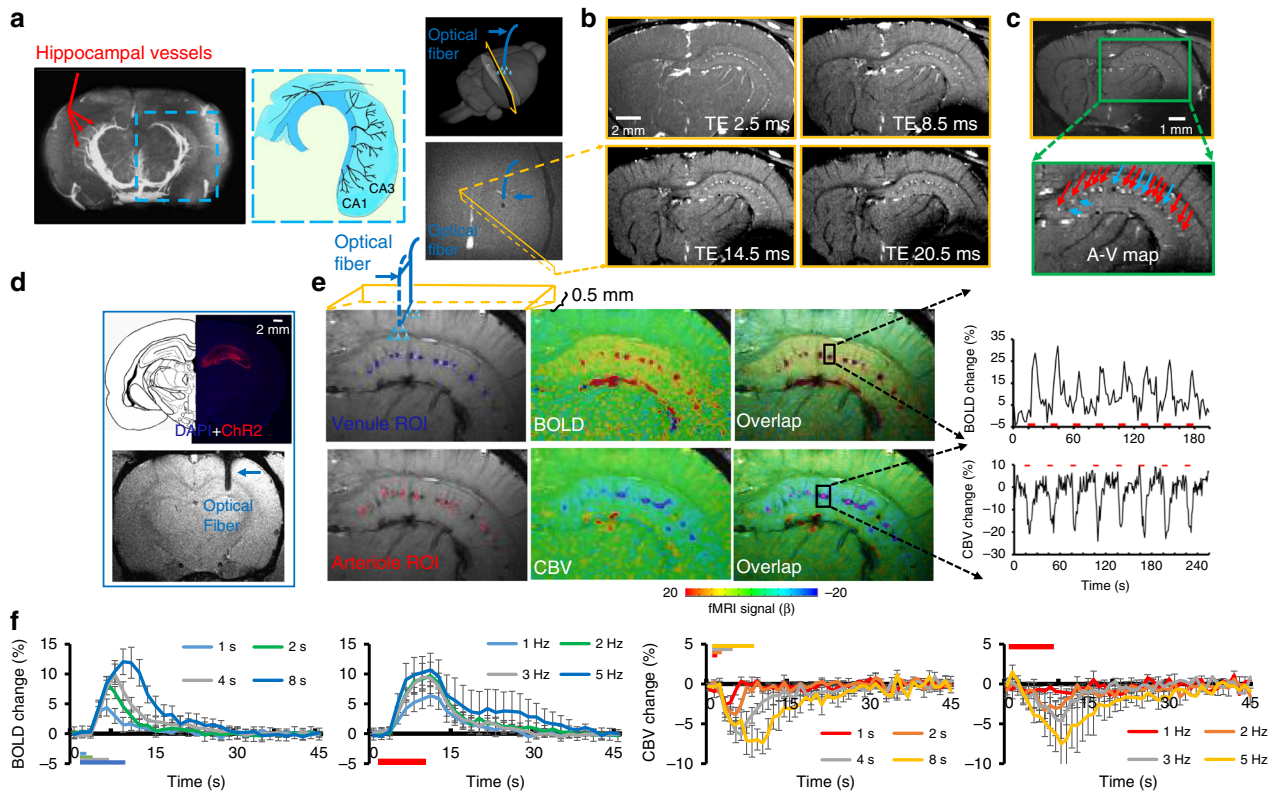 a
Hippocampal vessels
CA3
CA1
Optical
fiber
Optical
fiber
b
TE 2.5 ms
2 mm
TE 8.5 ms
TE 14.5 ms
TE 20.5 ms
c
1 mm
A-V map
d
2 mm
DAPI+ChR2
Optical
Fiber
e
Optical
fiber
0.5 mm
Venule ROI
BOLD
Overlap
Arteriole ROI
CBV
Overlap
20
−20
fMRI signal (β)
BOLD change (%)
35
25
15
5
−5
0
60
120
180
CBV change (%)
10
0
−10
−20
−30
0
60
120
180
240
Time (s)
f
BOLD change (%)
15
10
5
0
−5
0
15
30
45
1 s
2 s
4 s
8 s
Time (s)
15
10
5
0
−5
0
15
30
45
1 Hz
2 Hz
3 Hz
5 Hz
Time (s)
CBV change (%)
5
0
−5
−10
0
15
30
45
1 s
2 s
4 s
8 s
Time (s)
5
0
−5
−10
0
15
30
45
1 Hz
2 Hz
3 Hz
5 Hz
Time (s)